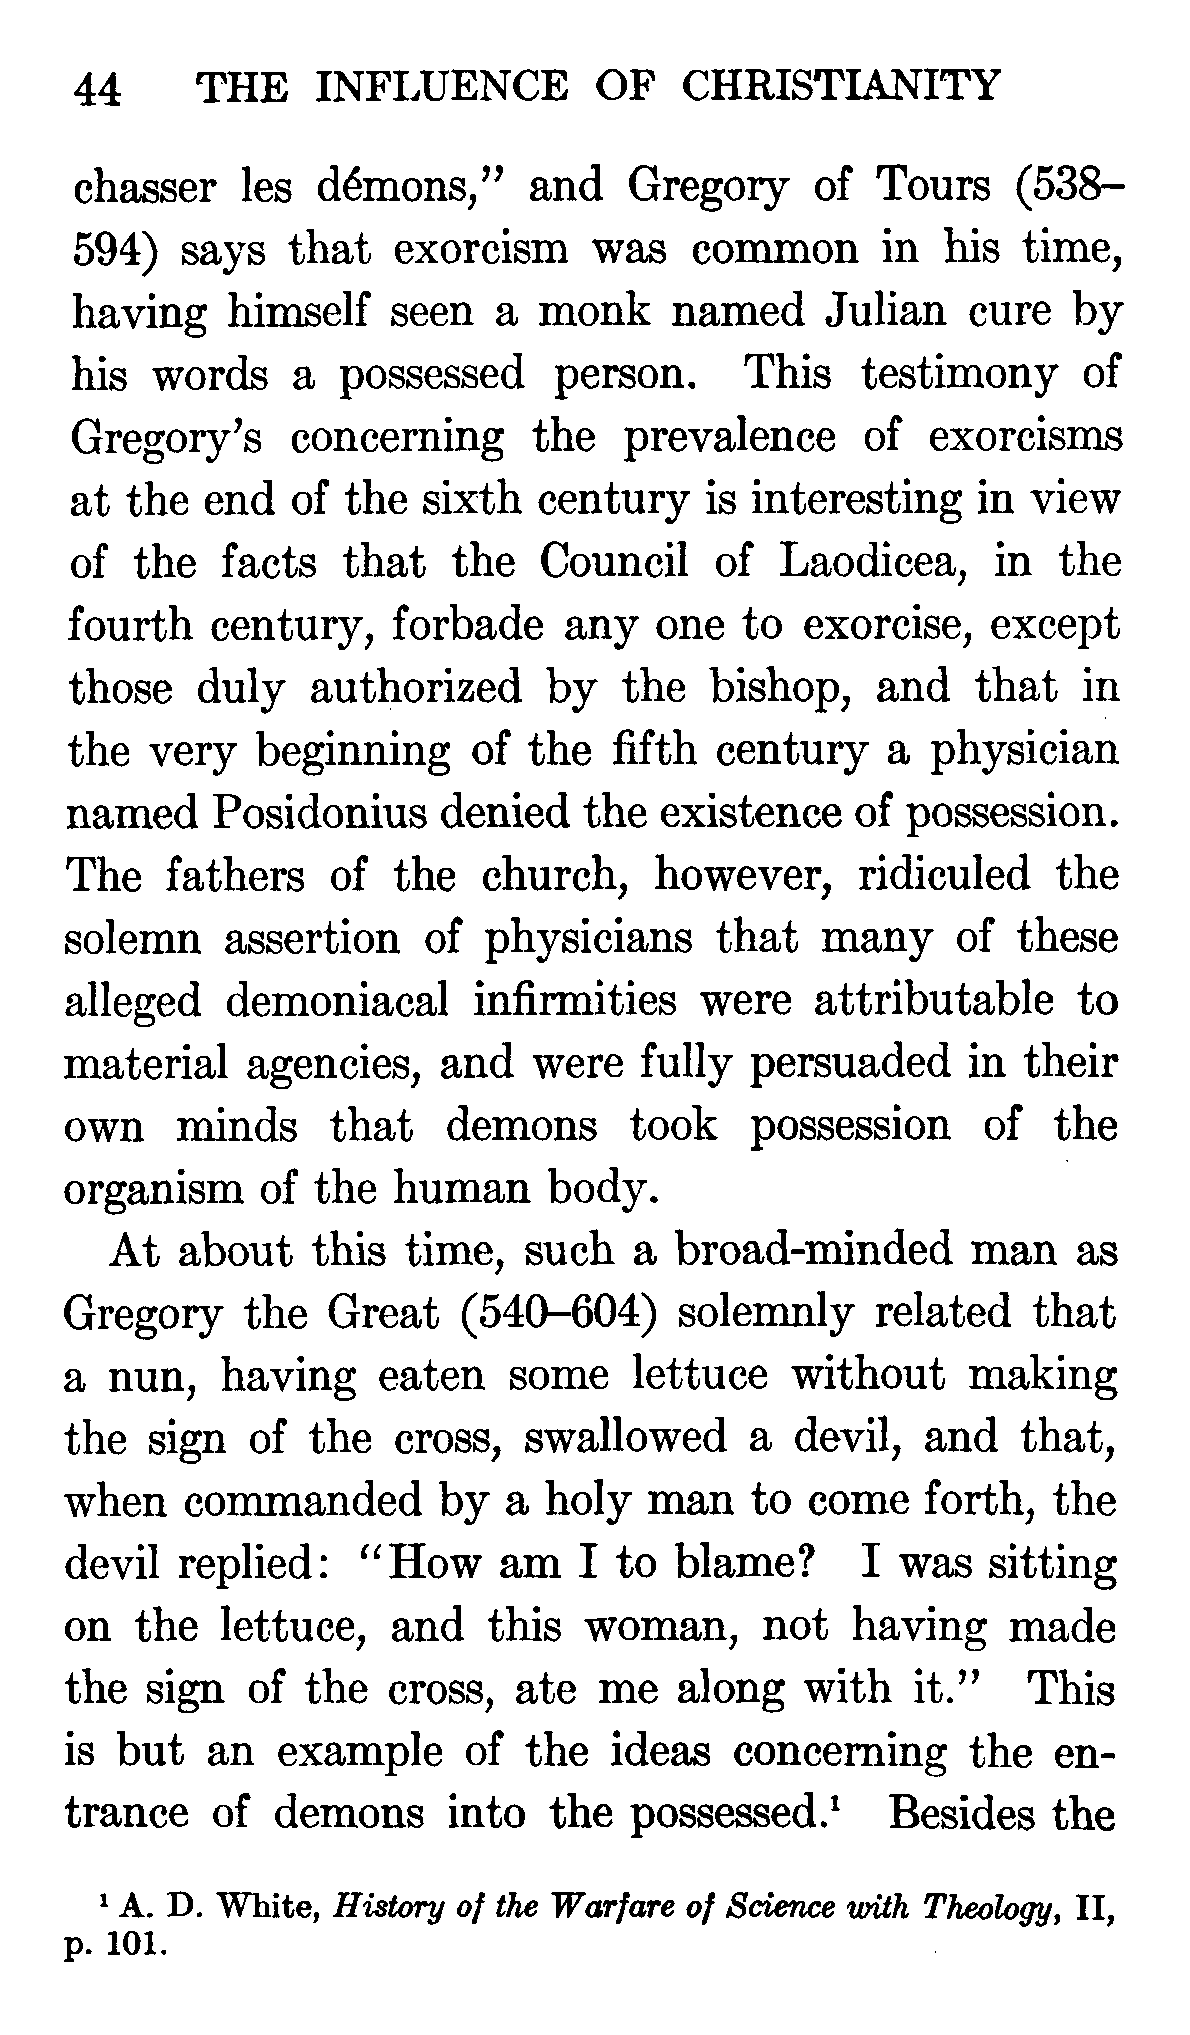 44 THE INFLUENCE OF CHRISTIANITY
chasser les démons,” and Gregory of Tours (538–
594) says that exorcism was common in his time,
having himself seen a monk named Julian cure by
his words a possessed person. This testimony of
Gregory’s concerning the prevalence of exorcisms
at the end of the sixth century is interesting in view
of the facts that the Council of Laodicea, in the
fourth century, forbade any one to exorcise, except
those duly authorized by the bishop, and that in
the very beginning of the fifth century a physician
named Posidonius denied the existence of possession.
The fathers of the church, however, ridiculed the
solemn assertion of physicians that many of these
alleged demoniacal infirmities were attributable to
material agencies, and were fully persuaded in their
own minds that demons took possession of the
organism of the human body.
At about this time, such a broad-minded man as
Gregory the Great (540–604) solemnly related that
a nun, having eaten some lettuce without making
the sign of the cross, swallowed a devil, and that,
when commanded by a holy man to come forth, the
devil replied: “How am I to blame? I was sitting
on the lettuce, and this woman, not having made
the sign of the cross, ate me along with it.” This
is but an example of the ideas concerning the en-
trance of demons into the possessed.¹ Besides the
¹ A. D. White, History of the Warfare of Science with Theology, II,
p. 101.